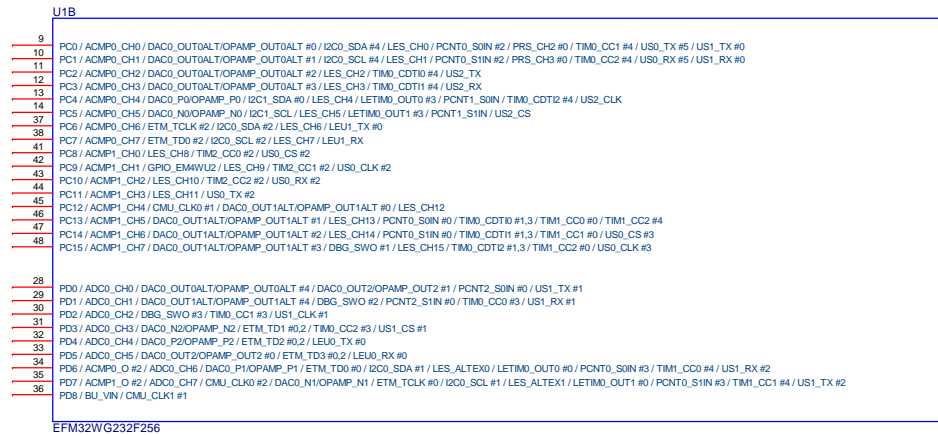 U1B
9 PC0 / ACMP0_CH0 / DAC0_OUT0ALT/OPAMP_OUT0ALT #0 / I2C0_SDA #4 / LES_CH0 / PCNT0_S0IN #2 / PRS_CH2 #0 / TIM0_CC1 #4 / US0_TX #5 / US1_TX #0
10 PC1 / ACMP0_CH1 / DAC0_OUT0ALT/OPAMP_OUT0ALT #1 / I2C0_SCL #4 / LES_CH1 / PCNT0_S1IN #2 / PRS_CH3 #0 / TIM0_CC2 #4 / US0_RX #5 / US1_RX #0
11 PC2 / ACMP0_CH2 / DAC0_OUT0ALT/OPAMP_OUT0ALT #2 / LES_CH2 / TIM0_CDTI0 #4 / US2_TX
12 PC3 / ACMP0_CH3 / DAC0_OUT0ALT/OPAMP_OUT0ALT #3 / LES_CH3 / TIM0_CDTI1 #4 / US2_RX
13 PC4 / ACMP0_CH4 / DAC0_P0/OPAMP_P0 / I2C1_SDA #0 / LES_CH4 / LETIM0_OUT0 #3 / PCNT1_S0IN / TIM0_CDTI2 #4 / US2_CLK
14 PC5 / ACMP0_CH5 / DAC0_N0/OPAMP_N0 / I2C1_SCL / LES_CH5 / LETIM0_OUT1 #3 / PCNT1_S1IN / US2_CS
37 PC6 / ACMP0_CH6 / ETM_TCLK #2 / I2C0_SDA #2 / LES_CH6 / LEU1_TX #0
38 PC7 / ACMP0_CH7 / ETM_TD0 #2 / I2C0_SCL #2 / LES_CH7 / LEU1_RX
41 PC8 / ACMP1_CH0 / LES_CH8 / TIM2_CC0 #2 / US0_CS #2
42 PC9 / ACMP1_CH1 / GPIO_EM4WU2 / LES_CH9 / TIM2_CC1 #2 / US0_CLK #2
43 PC10 / ACMP1_CH2 / LES_CH10 / TIM2_CC2 #2 / US0_RX #2
44 PC11 / ACMP1_CH3 / LES_CH11 / US0_TX #2
45 PC12 / ACMP1_CH4 / CMU_CLK0 #1 / DAC0_OUT1ALT/OPAMP_OUT1ALT #0 / LES_CH12
46 PC13 / ACMP1_CH5 / DAC0_OUT1ALT/OPAMP_OUT1ALT #1 / LES_CH13 / PCNT0_S0IN #0 / TIM0_CDTI0 #1,3 / TIM1_CC0 #0 / TIM1_CC2 #4
47 PC14 / ACMP1_CH6 / DAC0_OUT1ALT/OPAMP_OUT1ALT #2 / LES_CH14 / PCNT0_S1IN #0 / TIM0_CDTI1 #1,3 / TIM1_CC1 #0 / US0_CS #3
48 PC15 / ACMP1_CH7 / DAC0_OUT1ALT/OPAMP_OUT1ALT #3 / DBG_SWO #1 / LES_CH15 / TIM0_CDTI2 #1,3 / TIM1_CC2 #0 / US0_CLK #3
28 PD0 / ADC0_CH0 / DAC0_OUT0ALT/OPAMP_OUT0ALT #4 / DAC0_OUT2/OPAMP_OUT2 #1 / PCNT2_S0IN #0 / US1_TX #1
29 PD1 / ADC0_CH1 / DAC0_OUT1ALT/OPAMP_OUT1ALT #4 / DBG_SWO #2 / PCNT2_S1IN #0 / TIM0_CC0 #3 / US1_RX #1
30 PD2 / ADC0_CH2 / DBG_SWO #3 / TIM0_CC1 #3 / US1_CLK #1
31 PD3 / ADC0_CH3 / DAC0_N2/OPAMP_N2 / ETM_TD1 #0,2 / TIM0_CC2 #3 / US1_CS #1
32 PD4 / ADC0_CH4 / DAC0_P2/OPAMP_P2 / ETM_TD2 #0,2 / LEU0_TX #0
33 PD5 / ADC0_CH5 / DAC0_OUT2/OPAMP_OUT2 #0 / ETM_TD3 #0,2 / LEU0_RX #0
34 PD6 / ACMP0_O #2 / ADC0_CH6 / DAC0_P1/OPAMP_P1 / ETM_TD0 #0 / I2C0_SDA #1 / LES_ALTEX0 / LETIM0_OUT0 #0 / PCNT0_S0IN #3 / TIM1_CC0 #4 / US1_RX #2
35 PD7 / ACMP1_O #2 / ADC0_CH7 / CMU_CLK0 #2 / DAC0_N1/OPAMP_N1 / ETM_TCLK #0 / I2C0_SCL #1 / LES_ALTEX1 / LETIM0_OUT1 #0 / PCNT0_S1IN #3 / TIM1_CC1 #4 / US1_TX #2
36 PD8 / BU_VIN / CMU_CLK1 #1
EFM32WG232F256